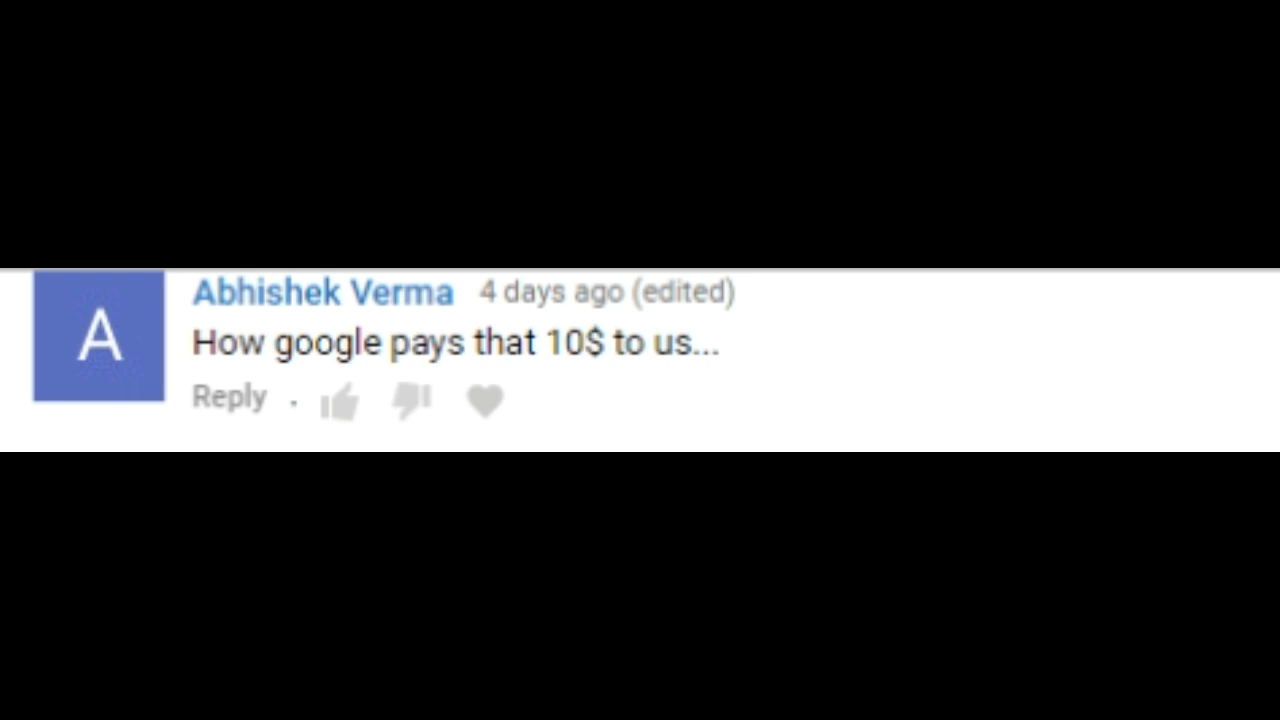 A
Abhishek Verma 4 days ago (edited)
How google pays that 10$ to us...
Reply .